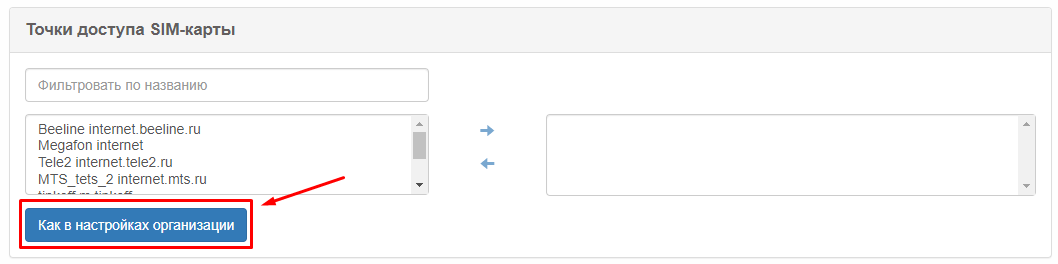 Точки доступа SIM-карты
Фильтровать по названию
Beeline internet.beeline.ru
Megafon internet
Tele2 internet.tele2.ru
MTS_tets_2 internet.mts.ru
Как в настройках организации